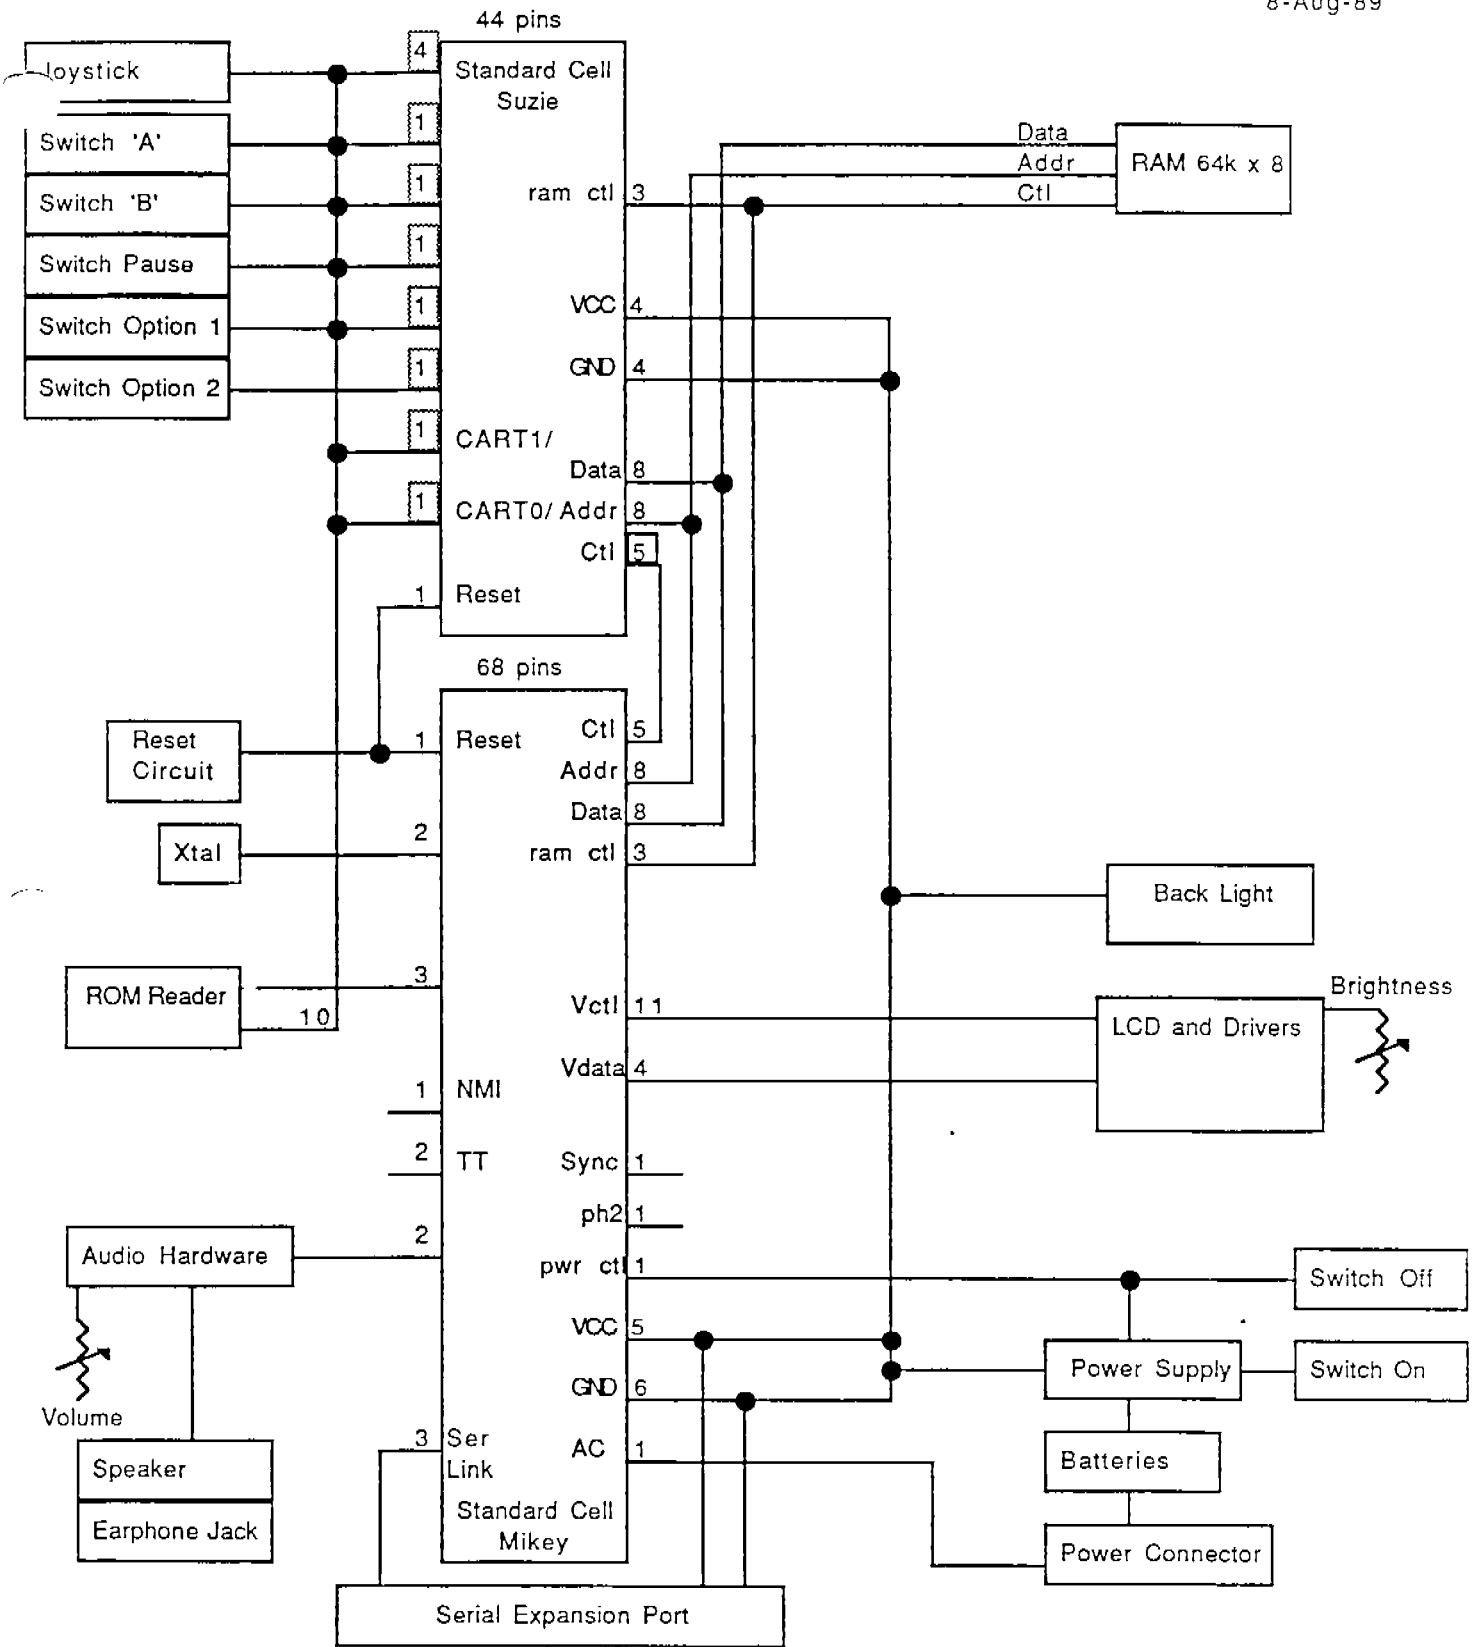 8-Aug-89
44 pins
Joystick
4
Standard Cell
Suzie
Switch 'A'
1
Data
Addr
Ctl
RAM 64k x 8
Switch 'B'
1
ram ctl
3
Switch Pause
1
Switch Option 1
1
VCC
4
Switch Option 2
1
GND
4
1
CART1/
Data
8
1
CART0/
Addr
8
Ctl
5
1
Reset
68 pins
Reset
Circuit
1
Reset
Ctl
5
Addr
8
Data
8
Xtal
2
ram ctl
3
Back Light
ROM Reader
3
10
Vctl
11
LCD and Drivers
Brightness
Vdata
4
1
NMI
2
TT
Sync
1
ph2
1
Audio Hardware
2
pwr ctl
1
Switch Off
VCC
5
Power Supply
Switch On
GND
6
Volume
3
Ser
Link
AC
1
Batteries
Speaker
Earphone Jack
Standard Cell
Mikey
Power Connector
Serial Expansion Port